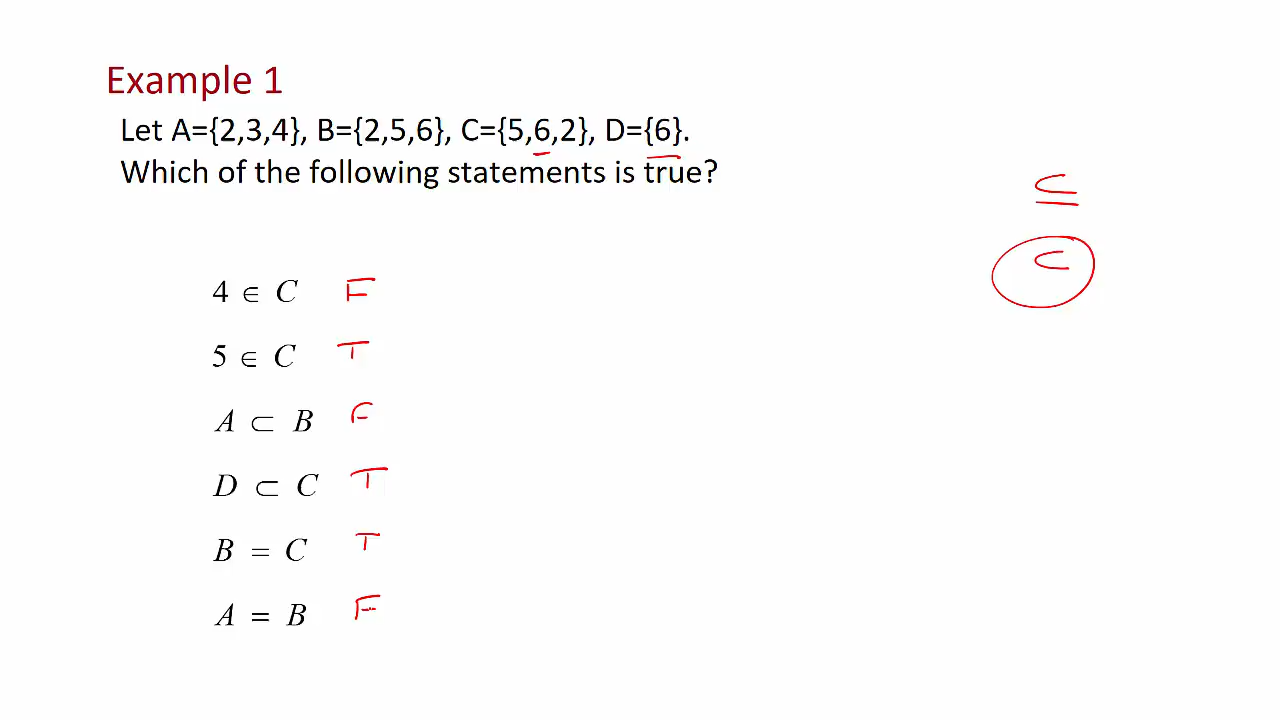 Example 1
Let A={2,3,4}, B={2,5,6}, C={5,6,2}, D={6}.
Which of the following statements is true?
⊆
⊂
4 ∈ C F
5 ∈ C T
A ⊂ B F
D ⊂ C T
B = C T
A = B F